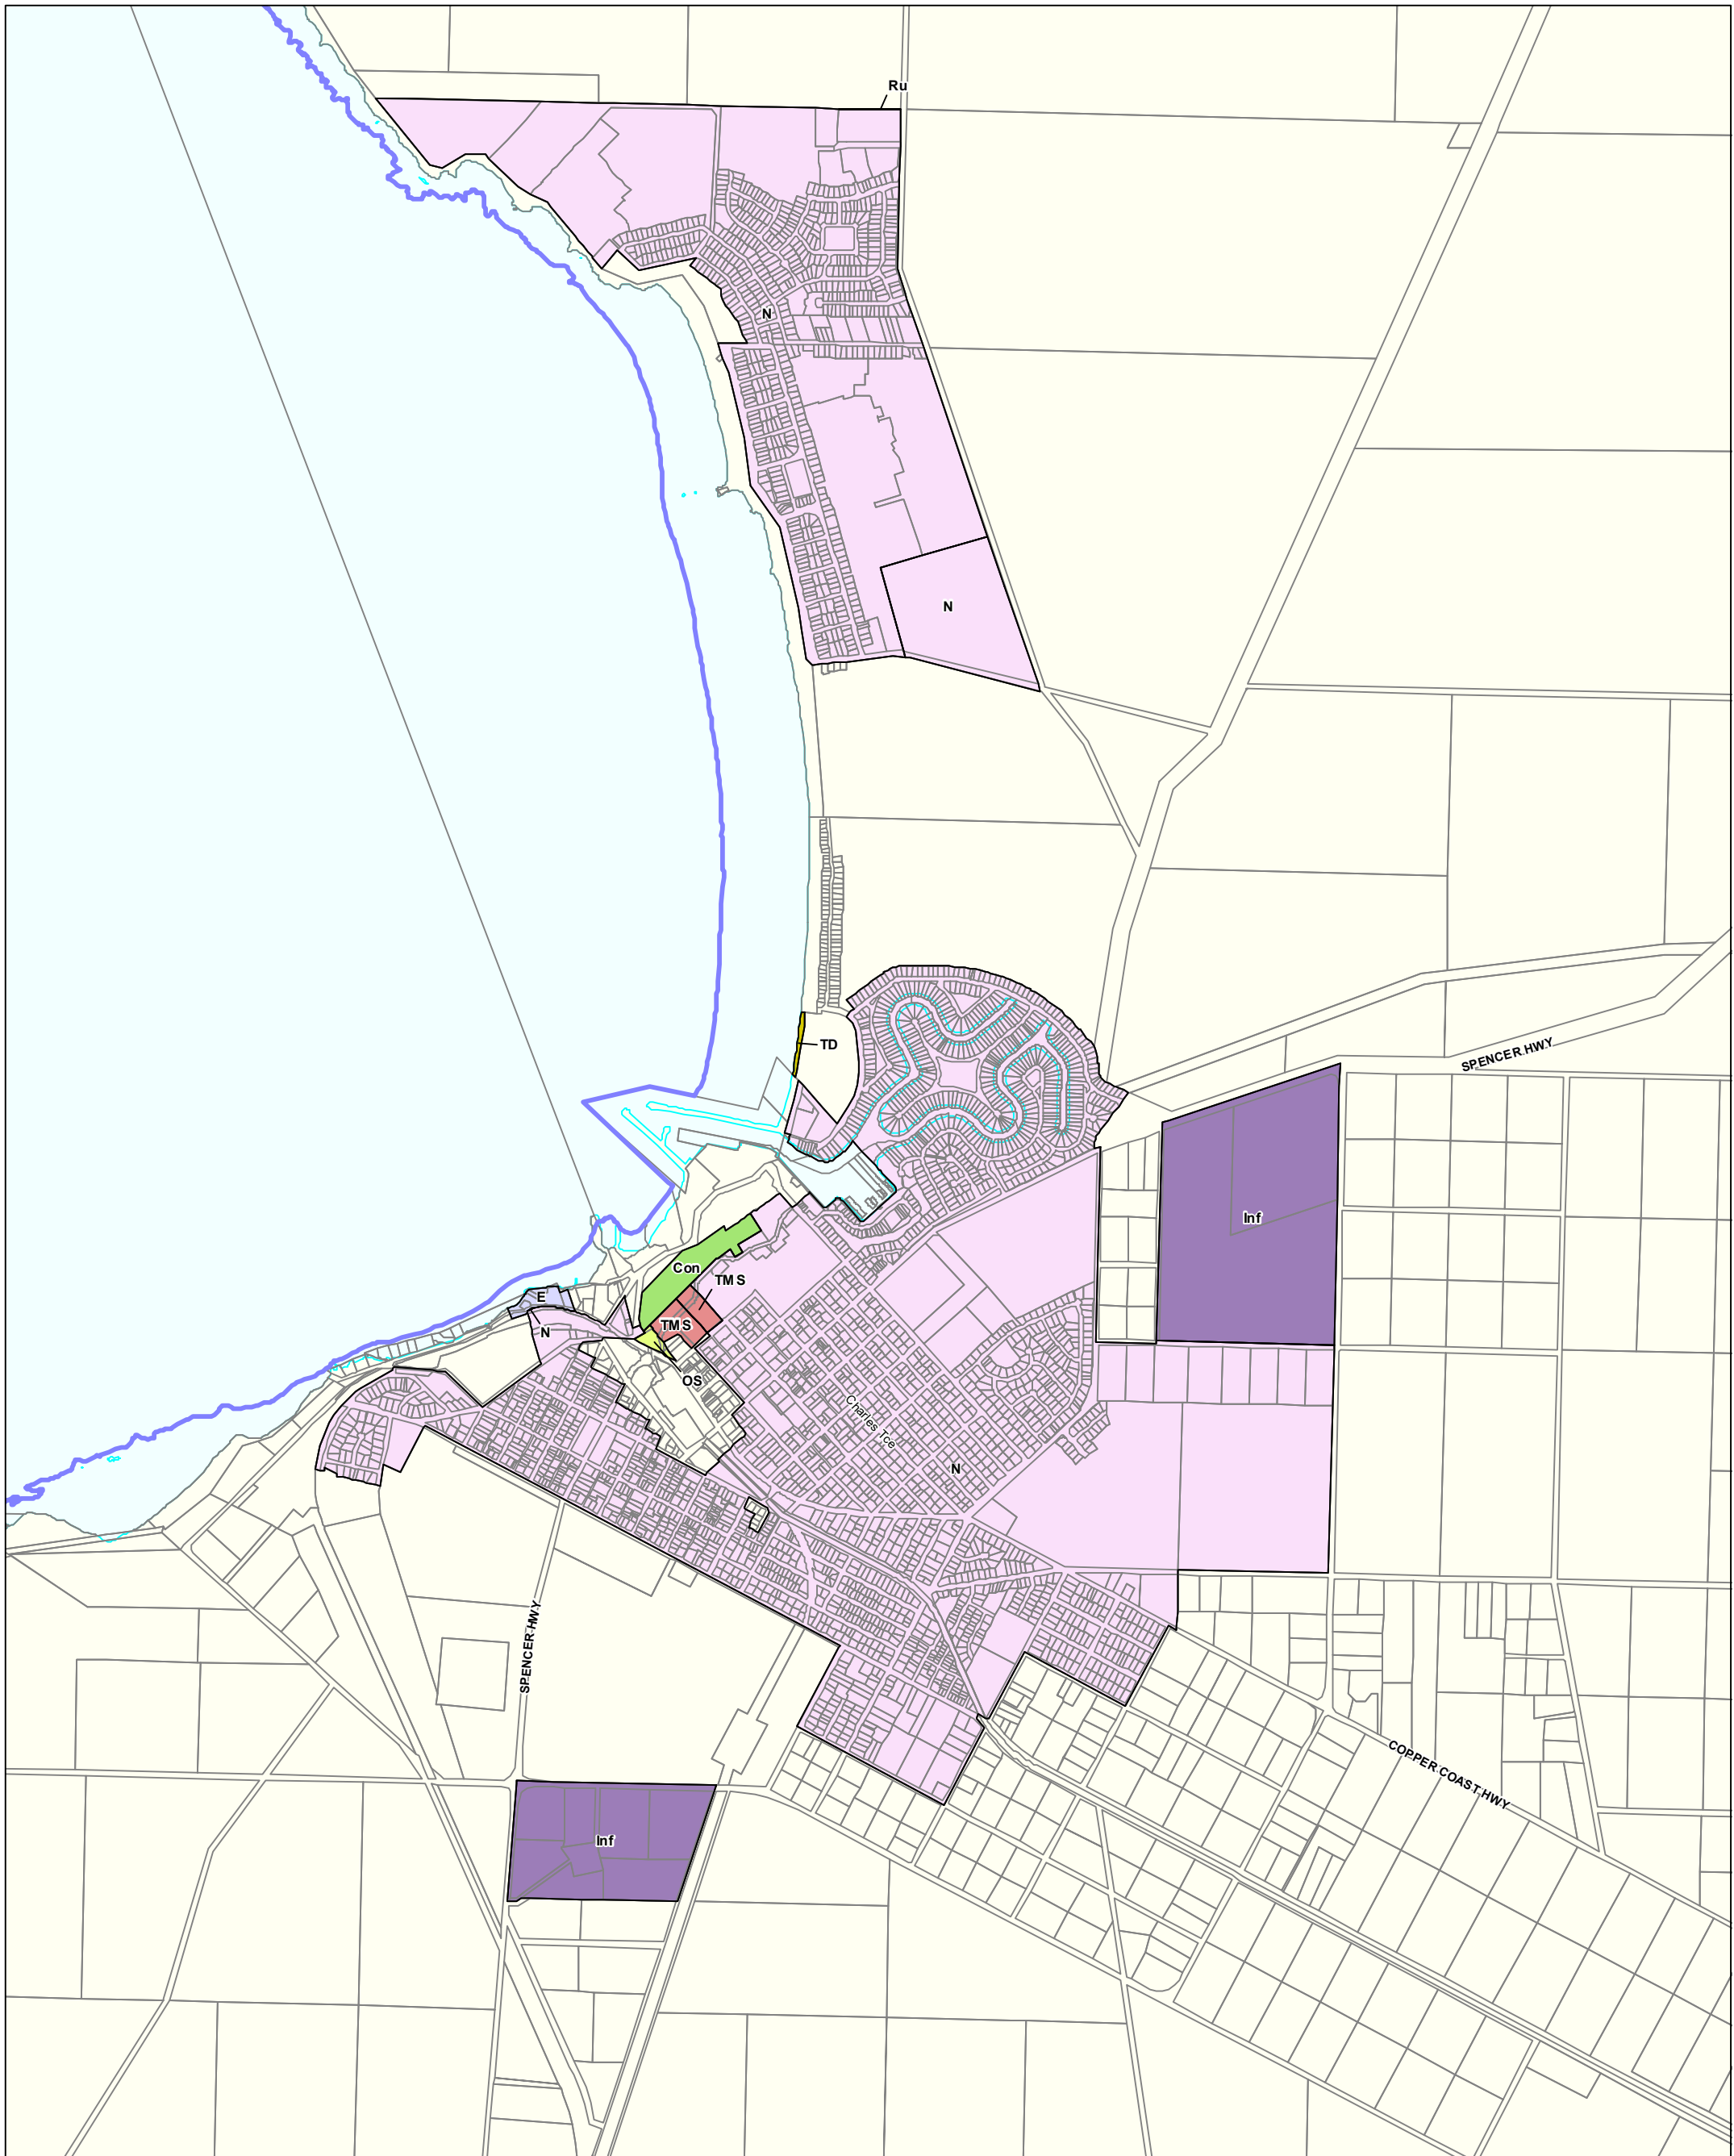 Ru
N
N
TD
SPENCER HWY
Inf
Con
TMS
E
TMS
N
OS
Charles Tce
N
SPENCER HWY
COPPER COAST HWY
Inf